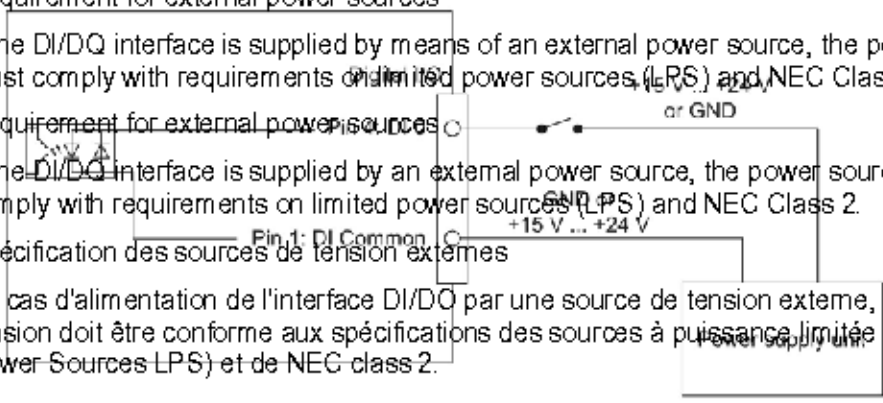 quirement for external power sources
ne DI/DQ interface is supplied by means of an external power source, the p
ust comply with requirements on limited power sources (LPS) and NEC Clas
+15 V ... +24 V
or GND
quirement for external power sources
ne DI/DQ interface is supplied by an external power source, the power sourc
mply with requirements on limited power sources (LPS) and NEC Class 2.
GND or
+15 V ... +24 V
Pin 1: DI Common
écification des sources de tension externes
cas d'alimentation de l'interface DI/DO par une source de tension externe,
nsion doit être conforme aux spécifications des sources à puissance limitée
wer Sources LPS) et de NEC class 2.
Power supply unit